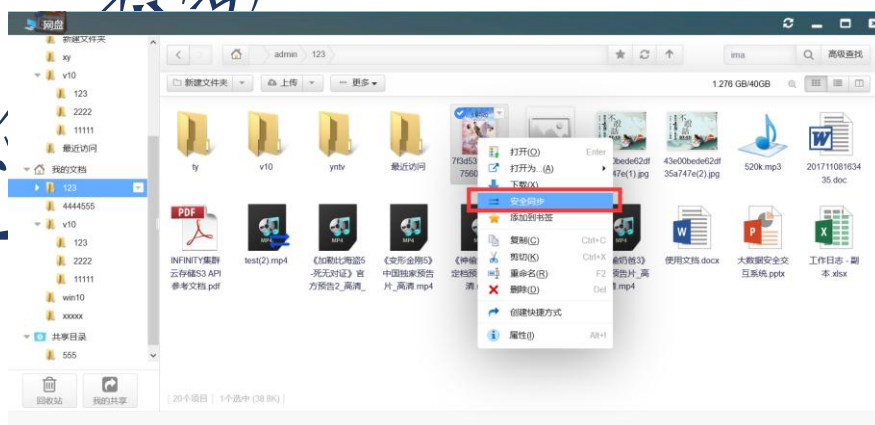 网盘
新建文件夹
xy
v10
123
2222
11111
最近访问
我的文档
123
4444555
v10
123
2222
11111
win10
xxxxx
共享目录
555
回收站
我的共享
admin
123
ima
高级查找
新建文件夹
上传
更多
1.276 GB/40GB
ty
v10
yntv
最近访问
520k.mp3
201711081634
35.doc
43e00bede62df
35a747e(2).jpg
打开(O) Enter
打开为...(A)
下载(X)
安全同步
添加到书签
复制(C) Ctrl+C
剪切(K) Ctrl+X
重命名(R) F2
删除(D) Del
创建快捷方式
属性(I) Alt+I
PDF
INFINITY集群
云存储S3 API
参考文档.pdf
MP4
test(2).mp4
MP4
《加勒比海盗5
-死无对证》官
方预告2_高清_
MP4
《变形金刚5》
中国独家预告
片_高清.mp4
使用文档.docx
大数据安全交
互系统.pptx
工作日志 - 副
本.xlsx
20个项目
1个选中 (38.8K)